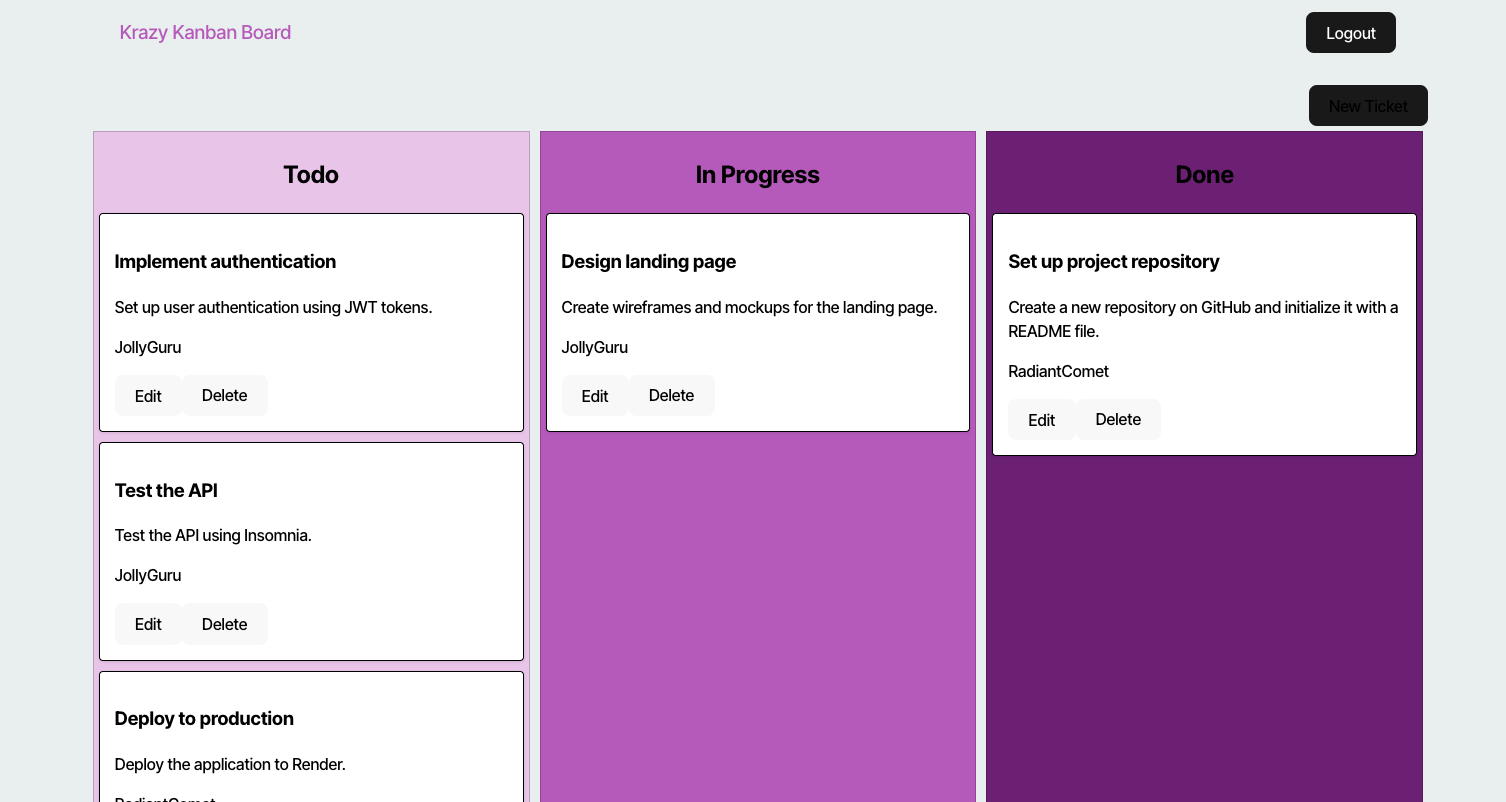 Krazy Kanban Board
Logout
New Ticket
Todo
Implement authentication
Set up user authentication using JWT tokens.
JollyGuru
Edit
Delete
Test the API
Test the API using Insomnia.
JollyGuru
Edit
Delete
Deploy to production
Deploy the application to Render.
RadiantComet
In Progress
Design landing page
Create wireframes and mockups for the landing page.
JollyGuru
Edit
Delete
Done
Set up project repository
Create a new repository on GitHub and initialize it with a
README file.
RadiantComet
Edit
Delete